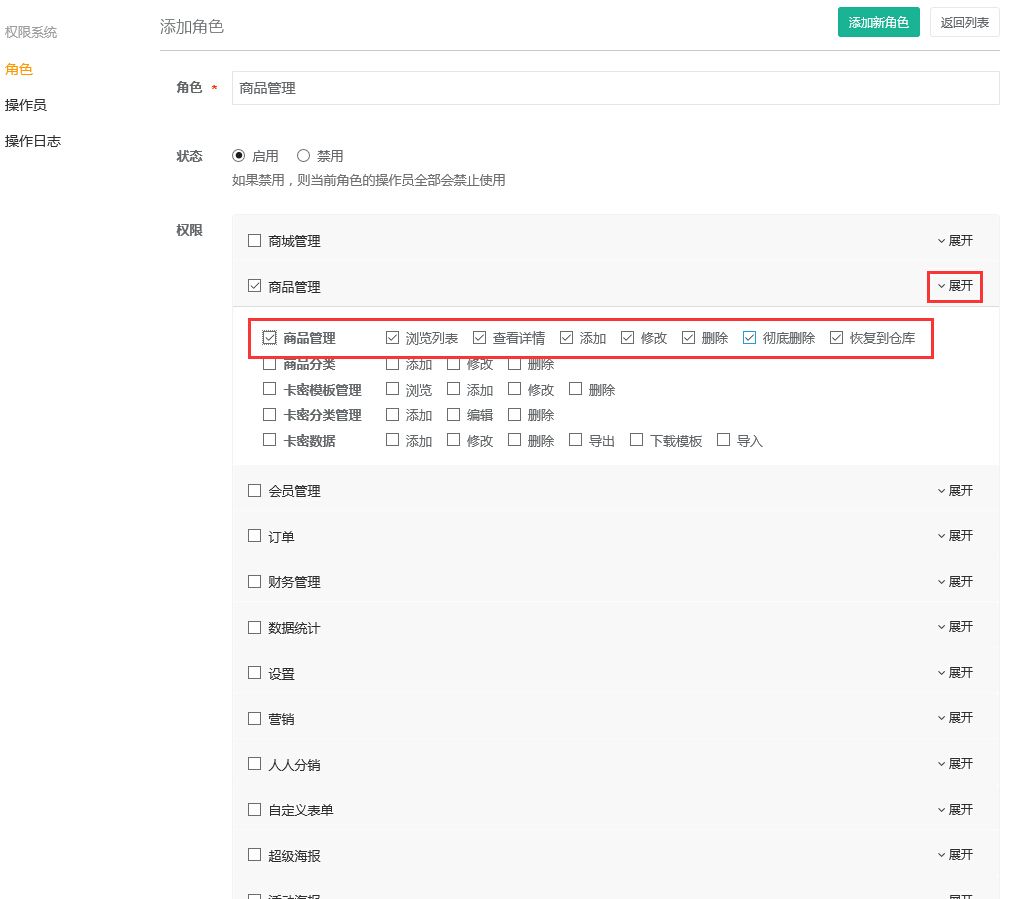 权限系统
角色
操作员
操作日志
添加角色
添加新角色 返回列表
角色 * 商品管理
状态 启用 禁用
如果禁用，则当前角色的操作员全部会禁止使用
权限
商城管理 展开
商品管理 展开
商品管理 浏览列表 查看详情 添加 修改 删除 彻底删除 恢复到仓库
商品分类 添加 修改 删除
卡密模板管理 浏览 添加 修改 删除
卡密分类管理 添加 编辑 删除
卡密数据 添加 修改 删除 导出 下载模板 导入
会员管理 展开
订单 展开
财务管理 展开
数据统计 展开
设置 展开
营销 展开
人人分销 展开
自定义表单 展开
超级海报 展开
活动海报 展开